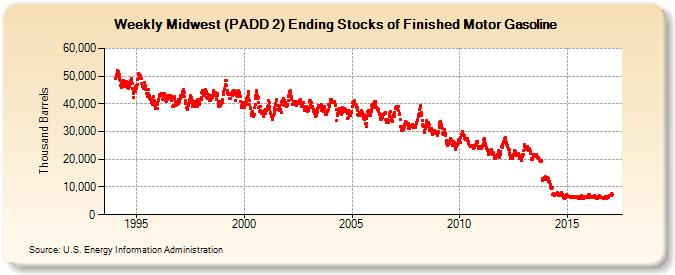 Weekly Midwest (PADD 2) Ending Stocks of Finished Motor Gasoline
Thousand Barrels
60,000
50,000
40,000
30,000
20,000
10,000
0
1995 2000 2005 2010 2015
Source: U.S. Energy Information Administration